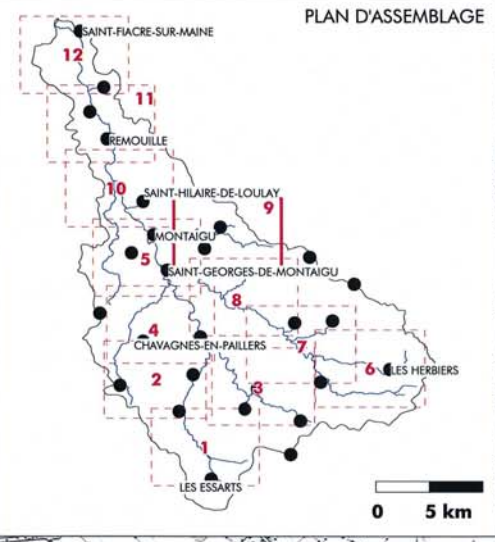 PLAN D'ASSEMBLAGE
SAINT-FIACRE-SUR-MAINE
12
11
REMOUILLE
10
SAINT-HILAIRE-DE-LOULAY
9
MONTAIGU
5
SAINT-GEORGES-DE-MONTAIGU
8
4
CHAVAGNES-EN-PAILLERS
7
6
LES HERBIERS
2
3
1
LES ESSARTS
0 5 km